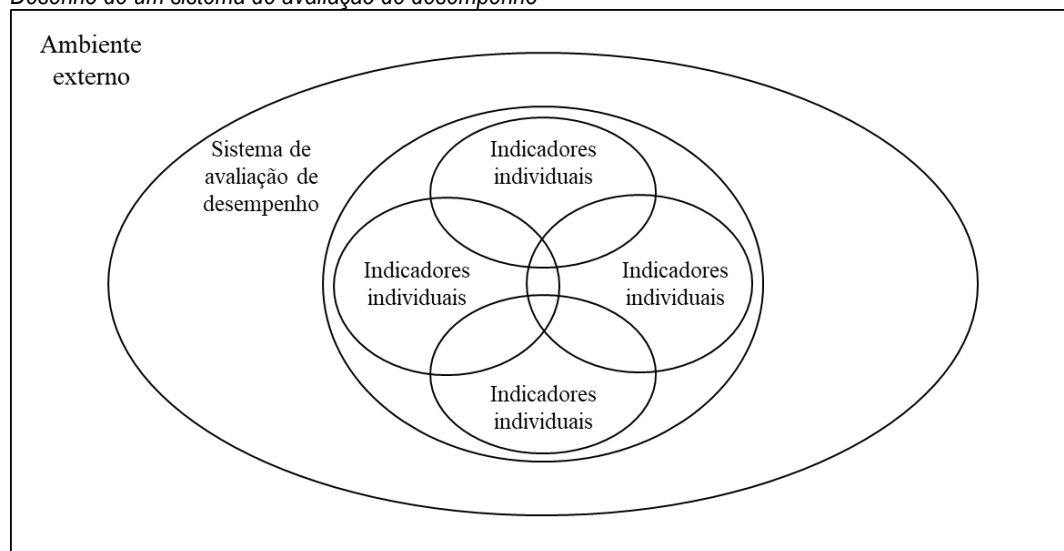 Desenho de um sistema de avaliação de desempenho
Ambiente
externo
Sistema de
avaliação de
desempenho
Indicadores
individuais
Indicadores
individuais
Indicadores
individuais
Indicadores
individuais